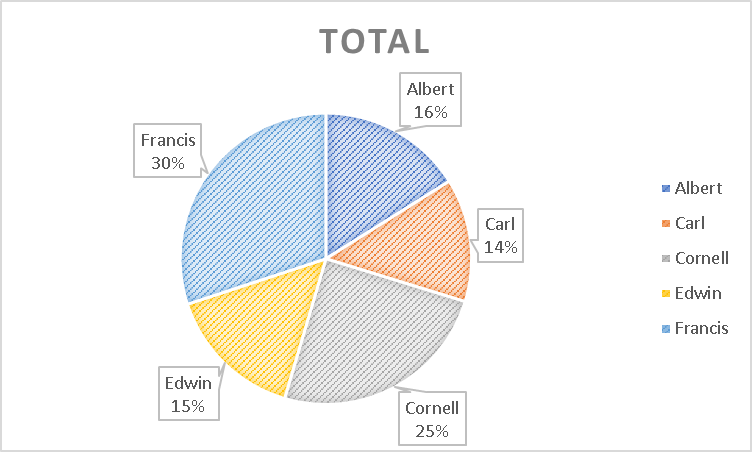 TOTAL
Albert
16%
Francis
30%
Carl
14%
Edwin
15%
Cornell
25%
Albert
Carl
Cornell
Edwin
Francis